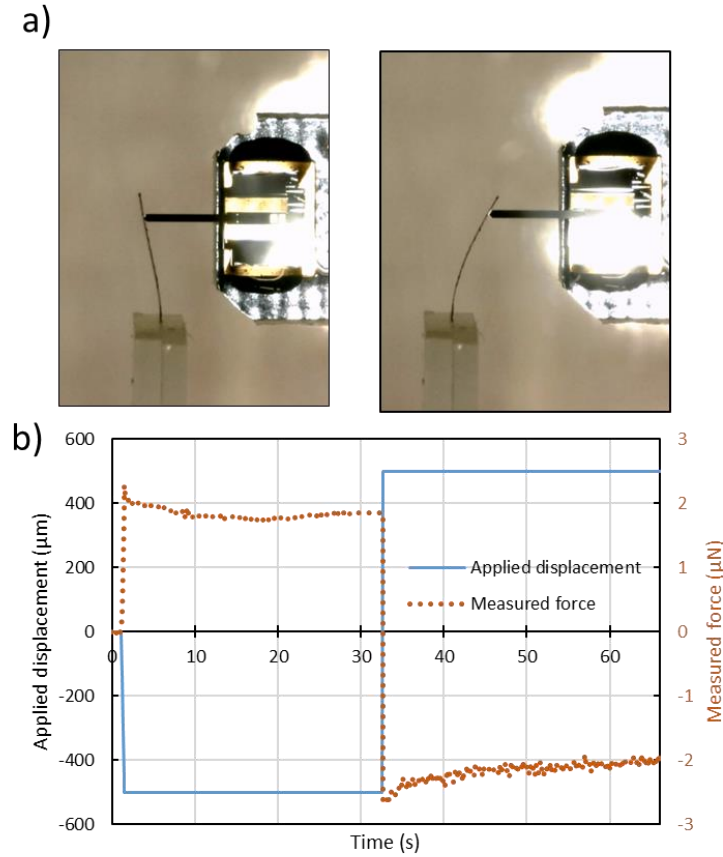 a)
b)
600
400
200
0
-200
-400
-600
Applied displacement (µm)
3
2
1
0
-1
-2
-3
Measured force (µN)
Applied displacement
Measured force
0 10 20 30 40 50 60
Time (s)